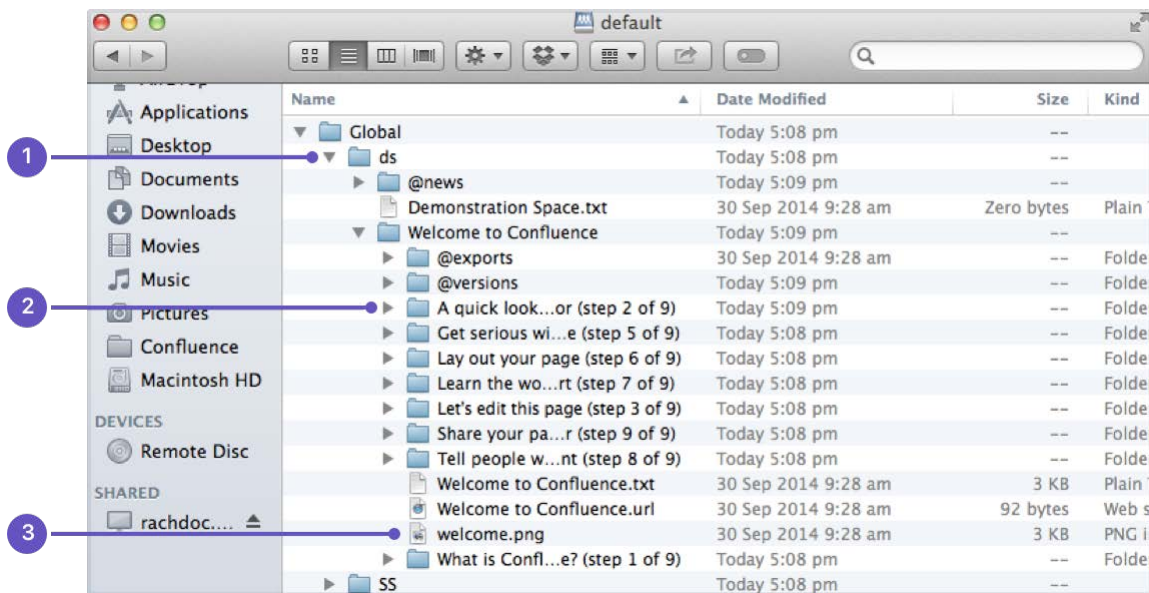 default
Name Date Modified Size Kind
Applications
Desktop
Documents
Downloads
Movies
Music
Pictures
Confluence
Macintosh HD
DEVICES
Remote Disc
SHARED
rachdoc....
Global Today 5:08 pm --
1 ds Today 5:08 pm --
@news Today 5:09 pm --
Demonstration Space.txt 30 Sep 2014 9:28 am Zero bytes Plain
Welcome to Confluence Today 5:09 pm --
@exports 30 Sep 2014 9:28 am -- Folde
@versions Today 5:09 pm -- Folde
2 A quick look...or (step 2 of 9) Today 5:09 pm -- Folde
Get serious wi...e (step 5 of 9) Today 5:08 pm -- Folde
Lay out your page (step 6 of 9) Today 5:08 pm -- Folde
Learn the wo...rt (step 7 of 9) Today 5:08 pm -- Folde
Let's edit this page (step 3 of 9) Today 5:08 pm -- Folde
Share your pa...r (step 9 of 9) Today 5:08 pm -- Folde
Tell people w...nt (step 8 of 9) Today 5:08 pm -- Folde
Welcome to Confluence.txt 30 Sep 2014 9:28 am 3 KB Plain
Welcome to Confluence.url 30 Sep 2014 9:28 am 92 bytes Web s
3 welcome.png 30 Sep 2014 9:28 am 3 KB PNG i
What is Confl...e? (step 1 of 9) Today 5:08 pm -- Folde
SS Today 5:08 pm --